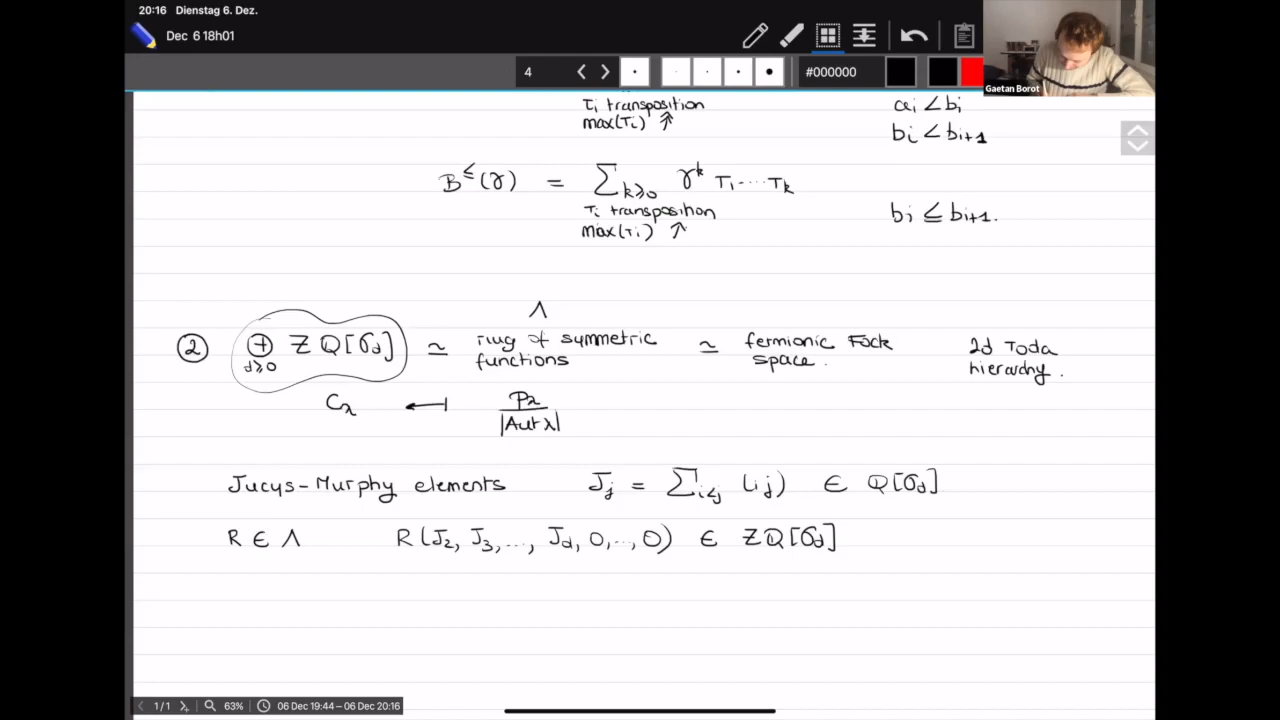 20:16 Dienstag 6. Dez.
Dec 6 18h01
4
#000000
Gaetan Borot
τi transposition ai < bi
max(τi) ↑↑ bi < bi+1
B^≤(γ) = Σ_{k≥0} γ^k τ1 ⋯ τk
τi transposition bi ≤ bi+1.
max(τi) ↑
Λ
② ⊕_{d≥0} Z Q[𝔖d] ≃ ring of symmetric functions ≃ fermionic Fock space. 2d Toda hierarchy.
Cλ ⟻ pλ / |Aut λ|
Jucys-Murphy elements Jj = Σ_{i<j} (i j) ∈ Q[𝔖d]
R ∈ Λ R(J2, J3, ..., Jd, 0, ..., 0) ∈ ZQ[𝔖d]
1/1 63% 06 Dec 19:44 – 06 Dec 20:16